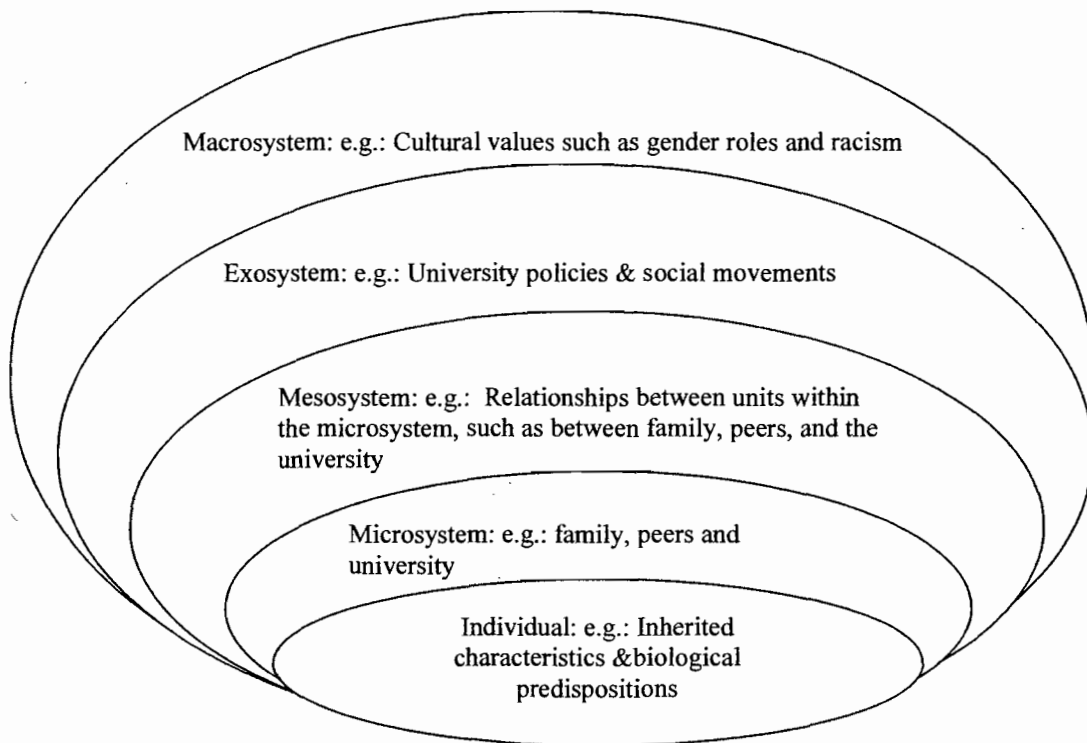 Macrosystem: e.g.: Cultural values such as gender roles and racism
Exosystem: e.g.: University policies & social movements
Mesosystem: e.g.: Relationships between units within
the microsystem, such as between family, peers, and the
university
Microsystem: e.g.: family, peers and
university
Individual: e.g.: Inherited
characteristics &biological
predispositions